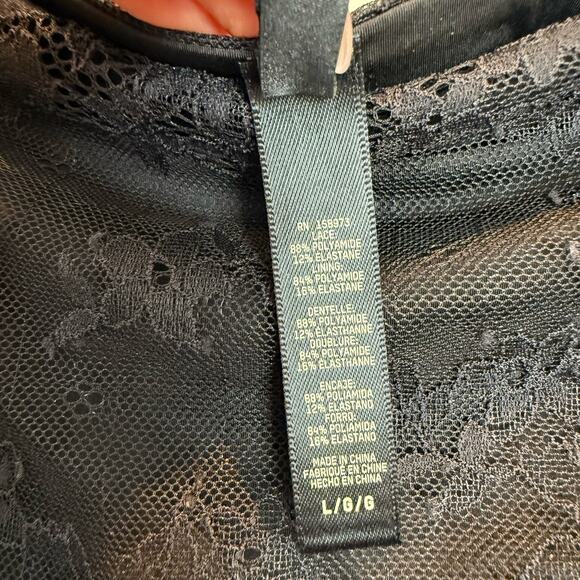 RN 158973
LACE:
88% POLYAMIDE
12% ELASTANE
LINING:
84% POLYAMIDE
16% ELASTANE
DENTELLE:
88% POLYAMIDE
12% ELASTHANNE
DOUBLURE:
84% POLYAMIDE
16% ELASTHANNE
ENCAJE:
88% POLIAMIDA
12% ELASTANO
FORRO:
84% POLIAMIDA
16% ELASTANO
MADE IN CHINA
FABRIQUÉ EN CHINE
HECHO EN CHINA
L/G/G